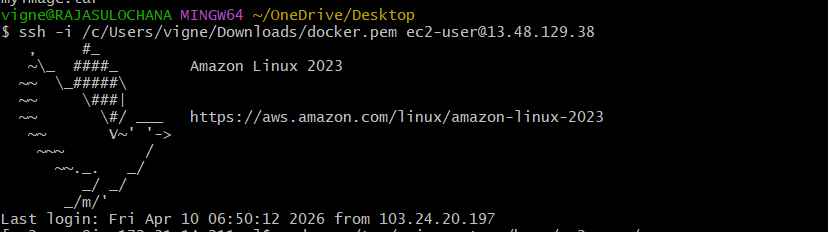 myimage.tar
vigne@RAJASULOCHANA MINGW64 ~/OneDrive/Desktop
$ ssh -i /c/Users/vigne/Downloads/docker.pem ec2-user@13.48.129.38
   ,     #_
   ~\_  ####_        Amazon Linux 2023
  ~~  \_#####\
  ~~     \###|
  ~~       \#/ ___   https://aws.amazon.com/linux/amazon-linux-2023
   ~~       V~' '->
    ~~~         /
      ~~._.   _/
         _/ _/
       _/m/'
Last login: Fri Apr 10 06:50:12 2026 from 103.24.20.197